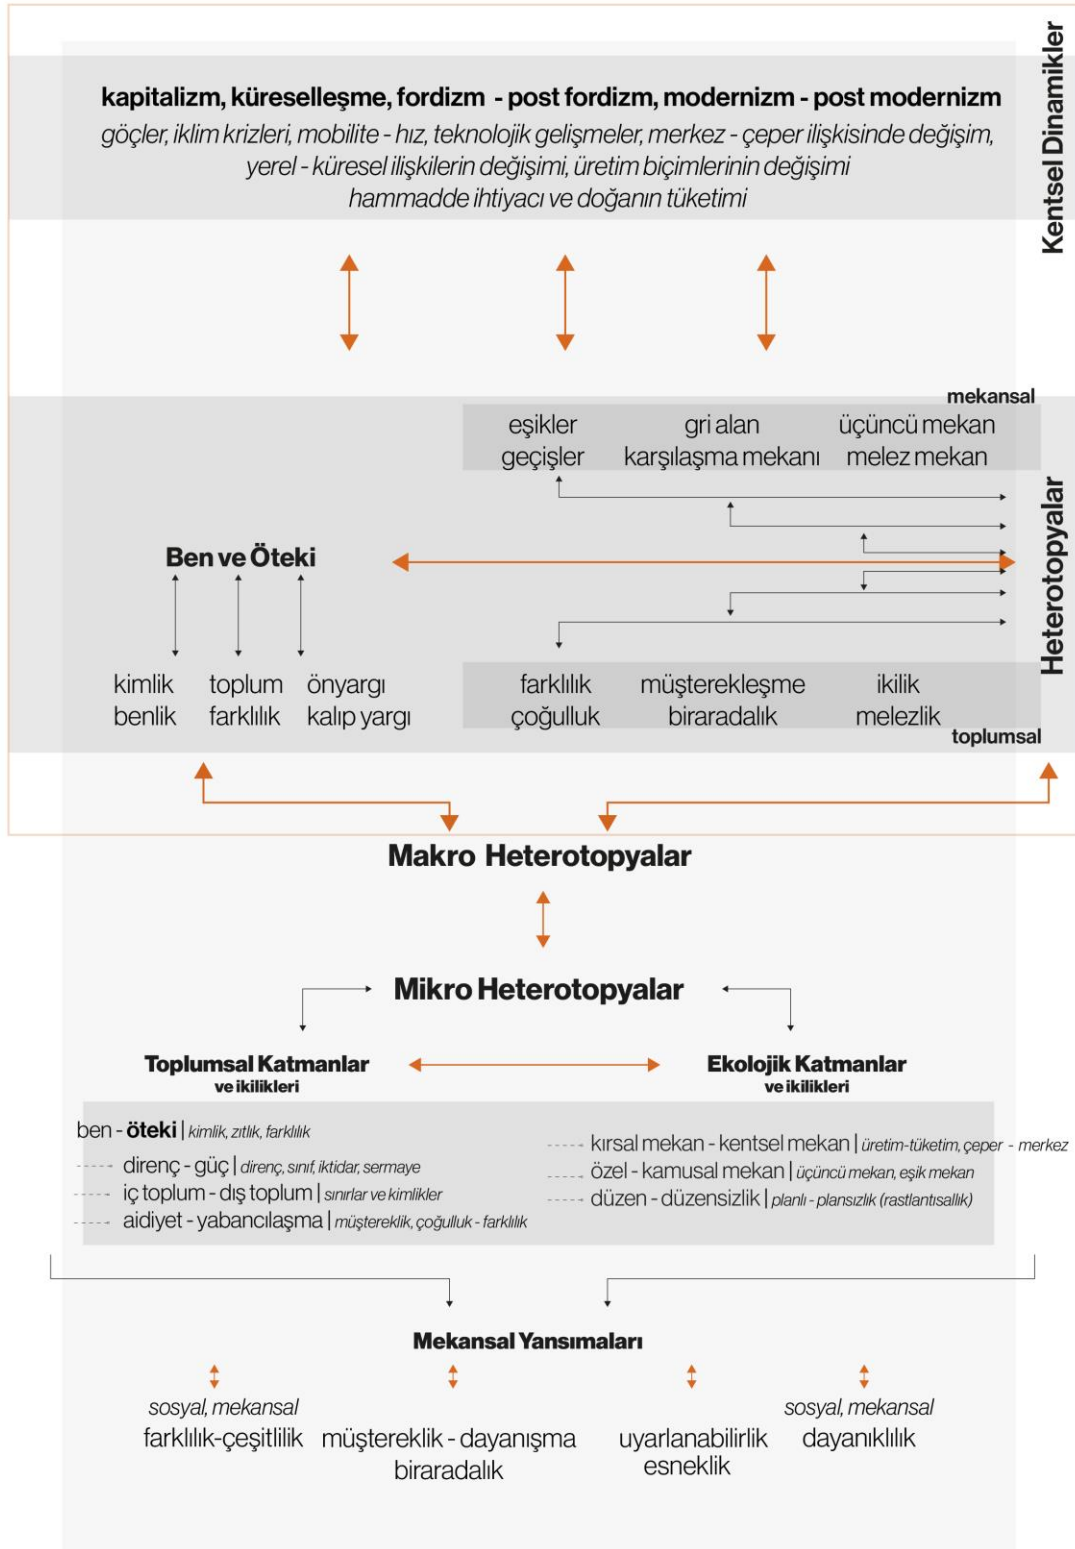 Kentsel Dinamikler
kapitalizm, küreselleşme, fordizm - post fordizm, modernizm - post modernizm
göçler, iklim krizleri, mobilite - hız, teknolojik gelişmeler, merkez - çeper ilişkisinde değişim,
yerel - küresel ilişkilerin değişimi, üretim biçimlerinin değişimi
hammadde ihtiyacı ve doğanın tüketimi
Heterotopyalar
mekansal
eşikler
geçişler
gri alan
karşılaşma mekanı
üçüncü mekan
melez mekan
Ben ve Öteki
kimlik
benlik
toplum
farklılık
önyargı
kalıp yargı
farklılık
çoğulluk
müşterekleşme
biraradalık
ikilik
melezlik
toplumsal
Makro Heterotopyalar
Mikro Heterotopyalar
Toplumsal Katmanlar
ve ikilikleri
Ekolojik Katmanlar
ve ikilikleri
ben - öteki | kimlik, zıtlık, farklılık
direnç - güç | direnç, sınıf, iktidar, sermaye
iç toplum - dış toplum | sınırlar ve kimlikler
aidiyet - yabancılaşma | müştereklik, çoğulluk - farklılık
kırsal mekan - kentsel mekan | üretim-tüketim, çeper - merkez
özel - kamusal mekan | üçüncü mekan, eşik mekan
düzen - düzensizlik | planlı - plansızlık (rastlantısallık)
Mekansal Yansımaları
sosyal, mekansal
farklılık-çeşitlilik
müştereklik - dayanışma
biraradalık
uyarlanabilirlik
esneklik
sosyal, mekansal
dayanıklılık